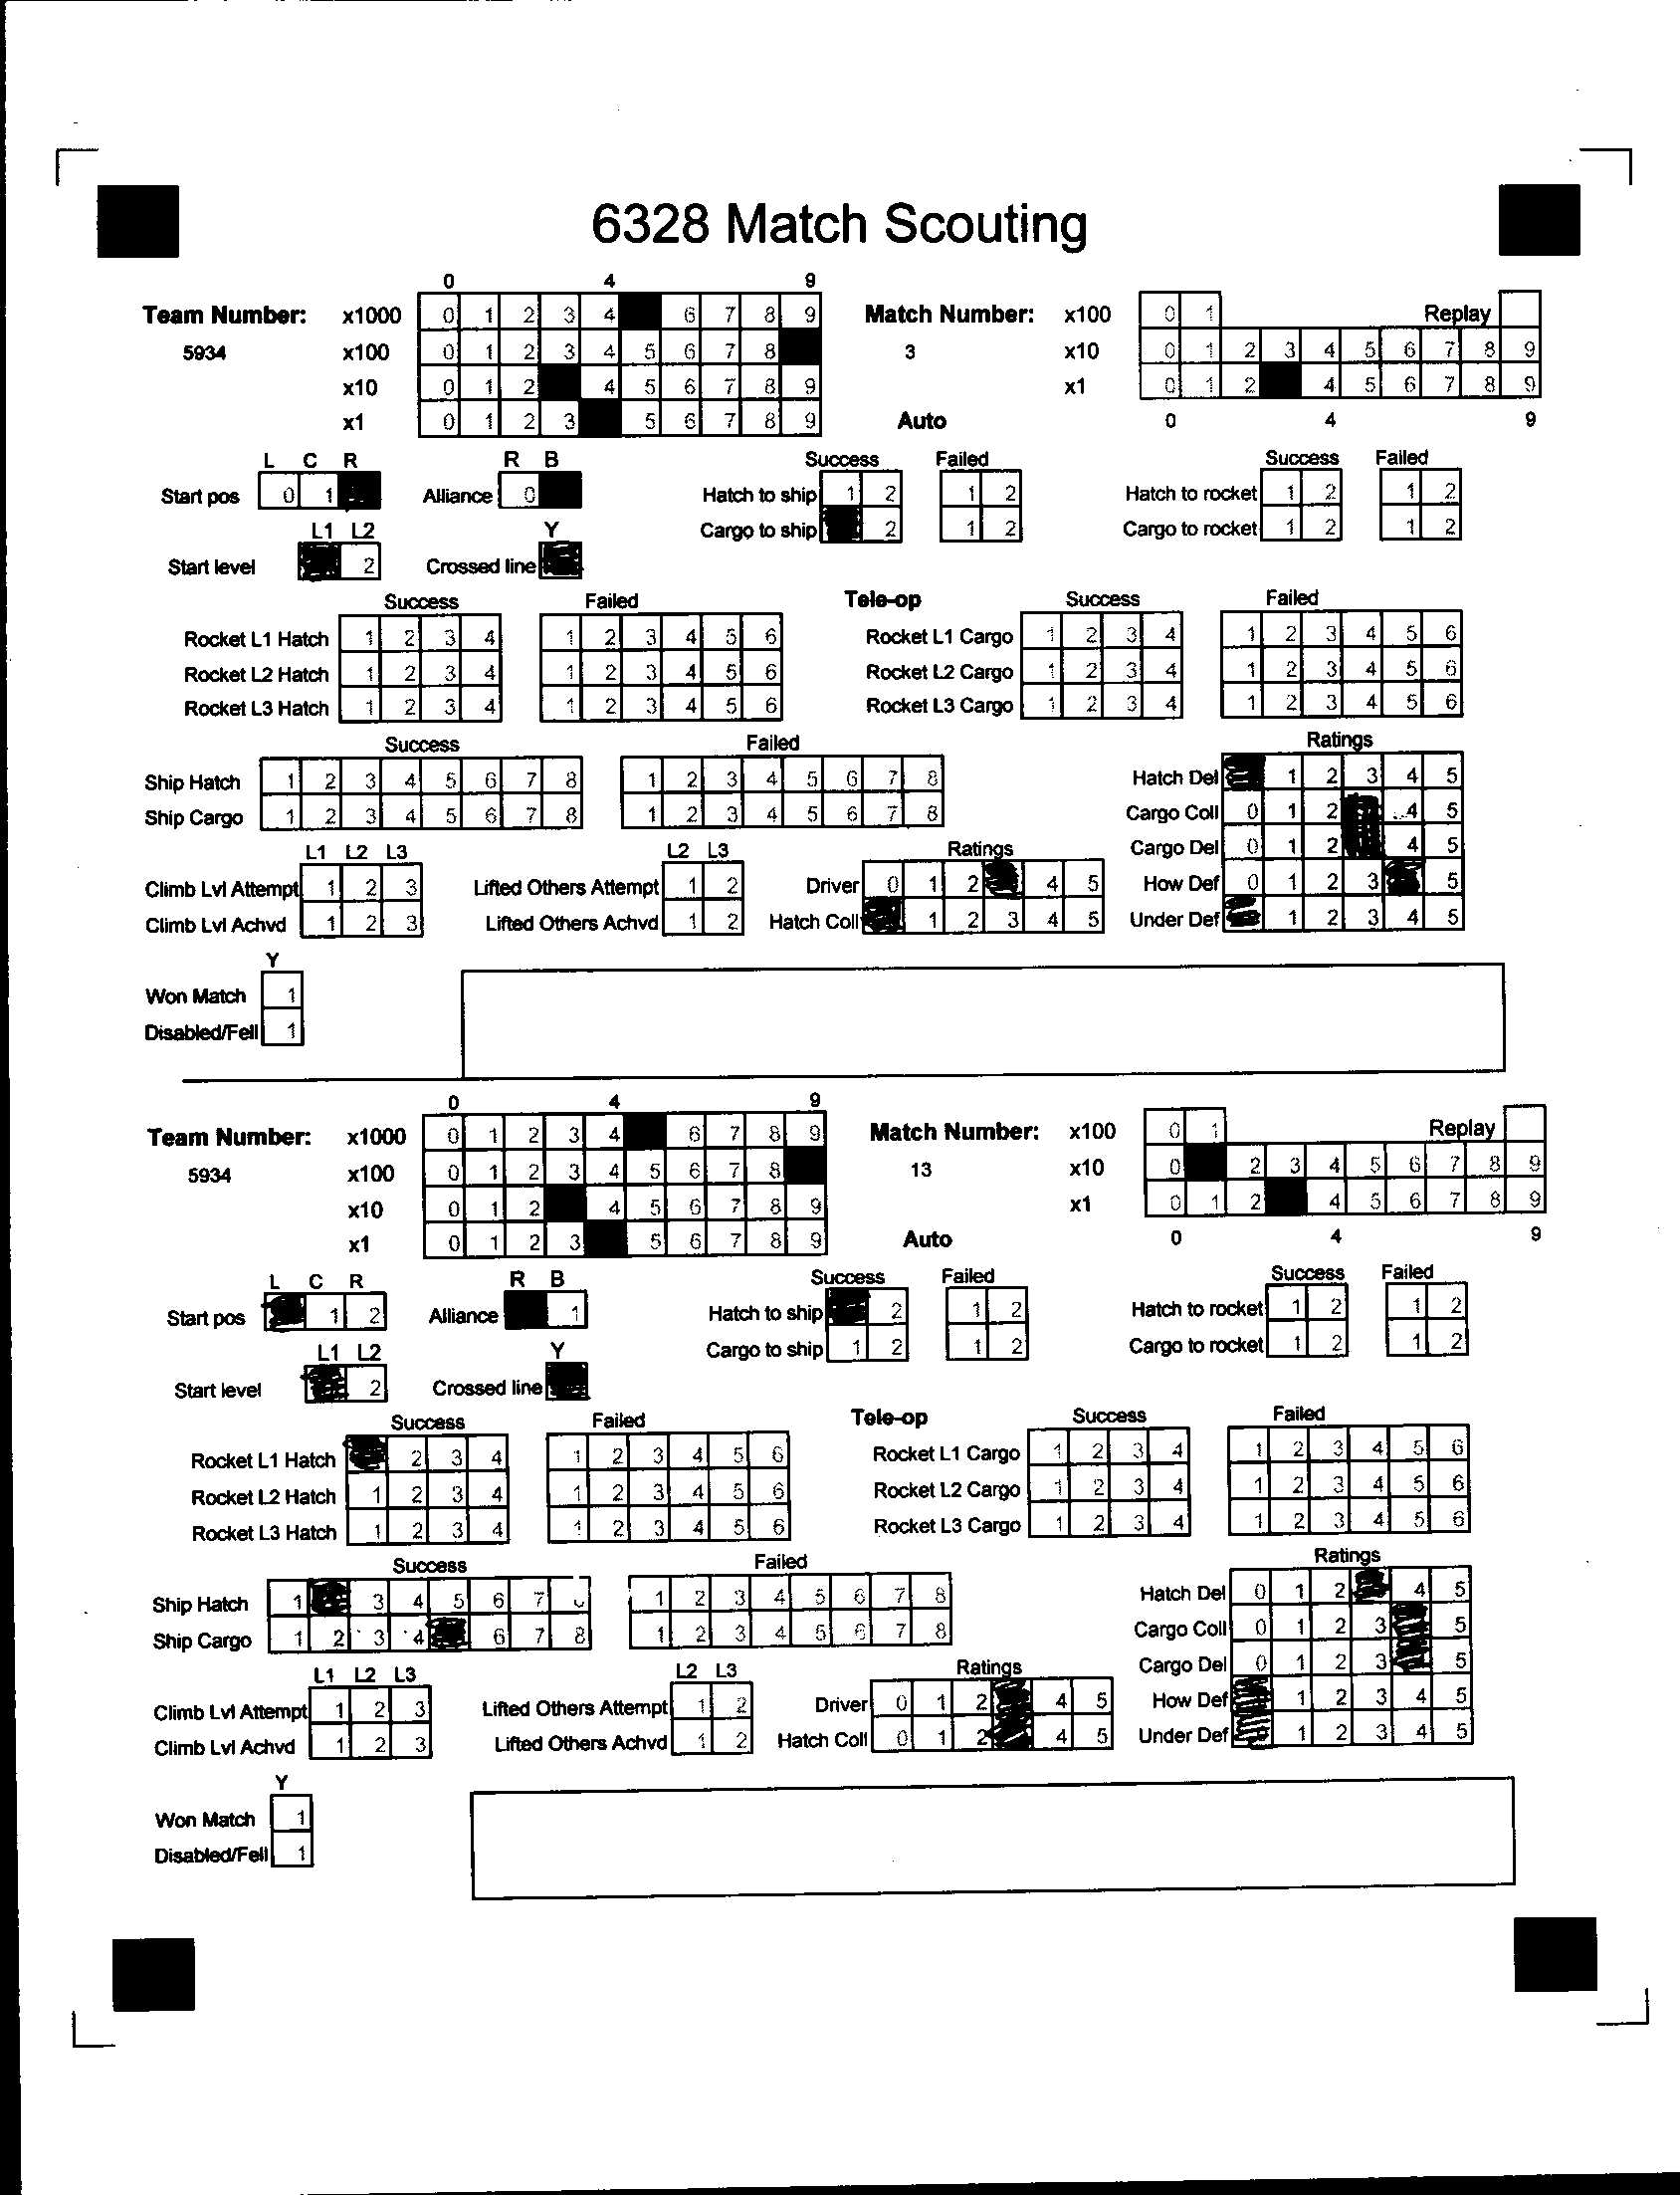 6328 Match Scouting
0 4 9
Team Number: x1000 0 1 2 3 4 6 7 8 9 Match Number: x100 0 1 Replay
5934 x100 0 1 2 3 4 5 6 7 8 3 x10 0 1 2 3 4 5 6 7 8 9
x10 0 1 2 4 5 6 7 8 9 x1 0 1 2 4 5 6 7 8 9
x1 0 1 2 3 5 6 7 8 9 Auto 0 4 9
L C R R B Success Failed Success Failed
Start pos 0 1 Alliance 0 Hatch to ship 1 2 1 2 Hatch to rocket 1 2 1 2
L1 L2 Y Cargo to ship 2 1 2 Cargo to rocket 1 2 1 2
Start level 2 Crossed line
Success Failed Tele-op Success Failed
Rocket L1 Hatch 1 2 3 4 1 2 3 4 5 6 Rocket L1 Cargo 1 2 3 4 1 2 3 4 5 6
Rocket L2 Hatch 1 2 3 4 1 2 3 4 5 6 Rocket L2 Cargo 1 2 3 4 1 2 3 4 5 6
Rocket L3 Hatch 1 2 3 4 1 2 3 4 5 6 Rocket L3 Cargo 1 2 3 4 1 2 3 4 5 6
Success Failed Ratings
Ship Hatch 1 2 3 4 5 6 7 8 1 2 3 4 5 6 7 8 Hatch Del 1 2 3 4 5
Ship Cargo 1 2 3 4 5 6 7 8 1 2 3 4 5 6 7 8 Cargo Coll 0 1 2 4 5
L1 L2 L3 L2 L3 Ratings Cargo Del 0 1 2 4 5
Climb Lvl Attempt 1 2 3 Lifted Others Attempt 1 2 Driver 0 1 2 4 5 How Def 0 1 2 3 5
Climb Lvl Achvd 1 2 3 Lifted Others Achvd 1 2 Hatch Coll 1 2 3 4 5 Under Def 1 2 3 4 5
Y
Won Match 1
Disabled/Fell 1
0 4 9
Team Number: x1000 0 1 2 3 4 6 7 8 9 Match Number: x100 0 1 Replay
5934 x100 0 1 2 3 4 5 6 7 8 13 x10 0 2 3 4 5 6 7 8 9
x10 0 1 2 4 5 6 7 8 9 x1 0 1 2 4 5 6 7 8 9
x1 0 1 2 3 5 6 7 8 9 Auto 0 4 9
L C R R B Success Failed Success Failed
Start pos 1 2 Alliance 1 Hatch to ship 2 1 2 Hatch to rocket 1 2 1 2
L1 L2 Y Cargo to ship 1 2 1 2 Cargo to rocket 1 2 1 2
Start level 2 Crossed line
Success Failed Tele-op Success Failed
Rocket L1 Hatch 2 3 4 1 2 3 4 5 6 Rocket L1 Cargo 1 2 3 4 1 2 3 4 5 6
Rocket L2 Hatch 1 2 3 4 1 2 3 4 5 6 Rocket L2 Cargo 1 2 3 4 1 2 3 4 5 6
Rocket L3 Hatch 1 2 3 4 1 2 3 4 5 6 Rocket L3 Cargo 1 2 3 4 1 2 3 4 5 6
Success Failed Ratings
Ship Hatch 1 3 4 5 6 7 1 2 3 4 5 6 7 8 Hatch Del 0 1 2 4 5
Ship Cargo 1 2 3 4 6 7 8 1 2 3 4 5 6 7 8 Cargo Coll 0 1 2 3 5
L1 L2 L3 L2 L3 Ratings Cargo Del 0 1 2 3 5
Climb Lvl Attempt 1 2 3 Lifted Others Attempt 1 2 Driver 0 1 2 4 5 How Def 1 2 3 4 5
Climb Lvl Achvd 1 2 3 Lifted Others Achvd 1 2 Hatch Coll 0 1 2 4 5 Under Def 1 2 3 4 5
Y
Won Match 1
Disabled/Fell 1